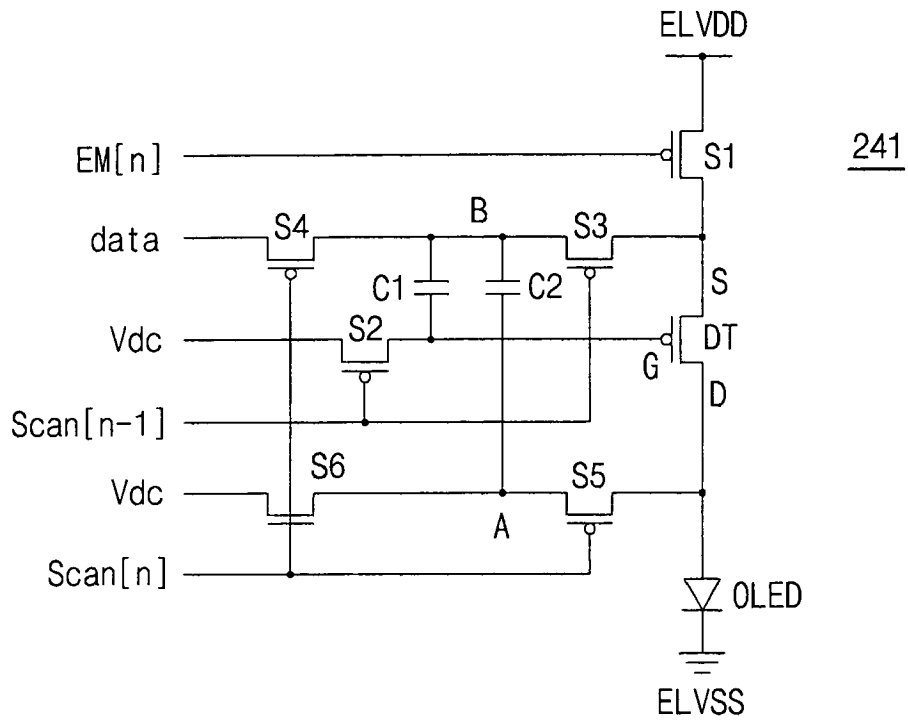 ELVDD
EM[n]
S1
241
data
S4
B
S3
C1
C2
S
Vdc
S2
G
DT
D
Scan[n-1]
S6
S5
Vdc
A
Scan[n]
OLED
ELVSS